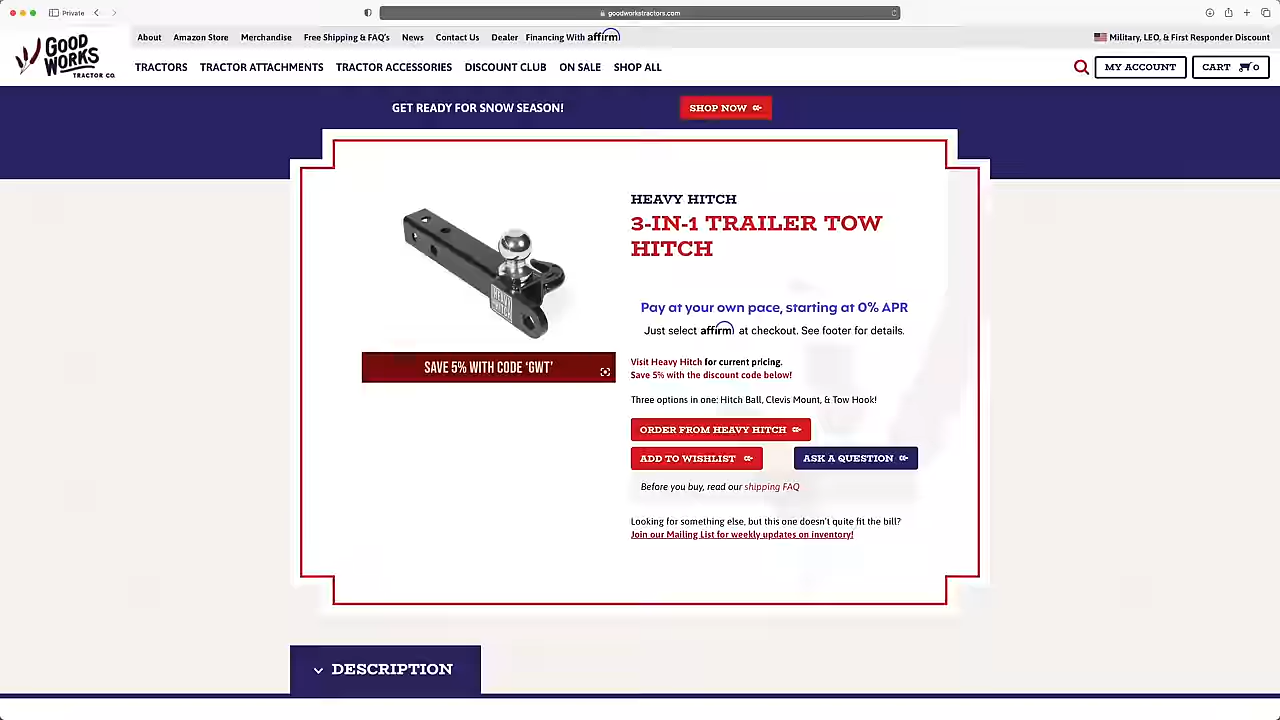 Private
goodworkstractors.com
GOOD
WORKS
TRACTOR CO.
About Amazon Store Merchandise Free Shipping & FAQ's News Contact Us Dealer Financing With affirm
Military, LEO, & First Responder Discount
TRACTORS TRACTOR ATTACHMENTS TRACTOR ACCESSORIES DISCOUNT CLUB ON SALE SHOP ALL
MY ACCOUNT
CART 0
GET READY FOR SNOW SEASON!
SHOP NOW
HEAVY HITCH
3-IN-1 TRAILER TOW
HITCH
HEAVY
HITCH
Pay at your own pace, starting at 0% APR
Just select affirm at checkout. See footer for details.
SAVE 5% WITH CODE 'GWT'
Visit Heavy Hitch for current pricing.
Save 5% with the discount code below!
Three options in one: Hitch Ball, Clevis Mount, & Tow Hook!
ORDER FROM HEAVY HITCH
ADD TO WISHLIST
ASK A QUESTION
Before you buy, read our shipping FAQ
Looking for something else, but this one doesn't quite fit the bill?
Join our Mailing List for weekly updates on inventory!
DESCRIPTION